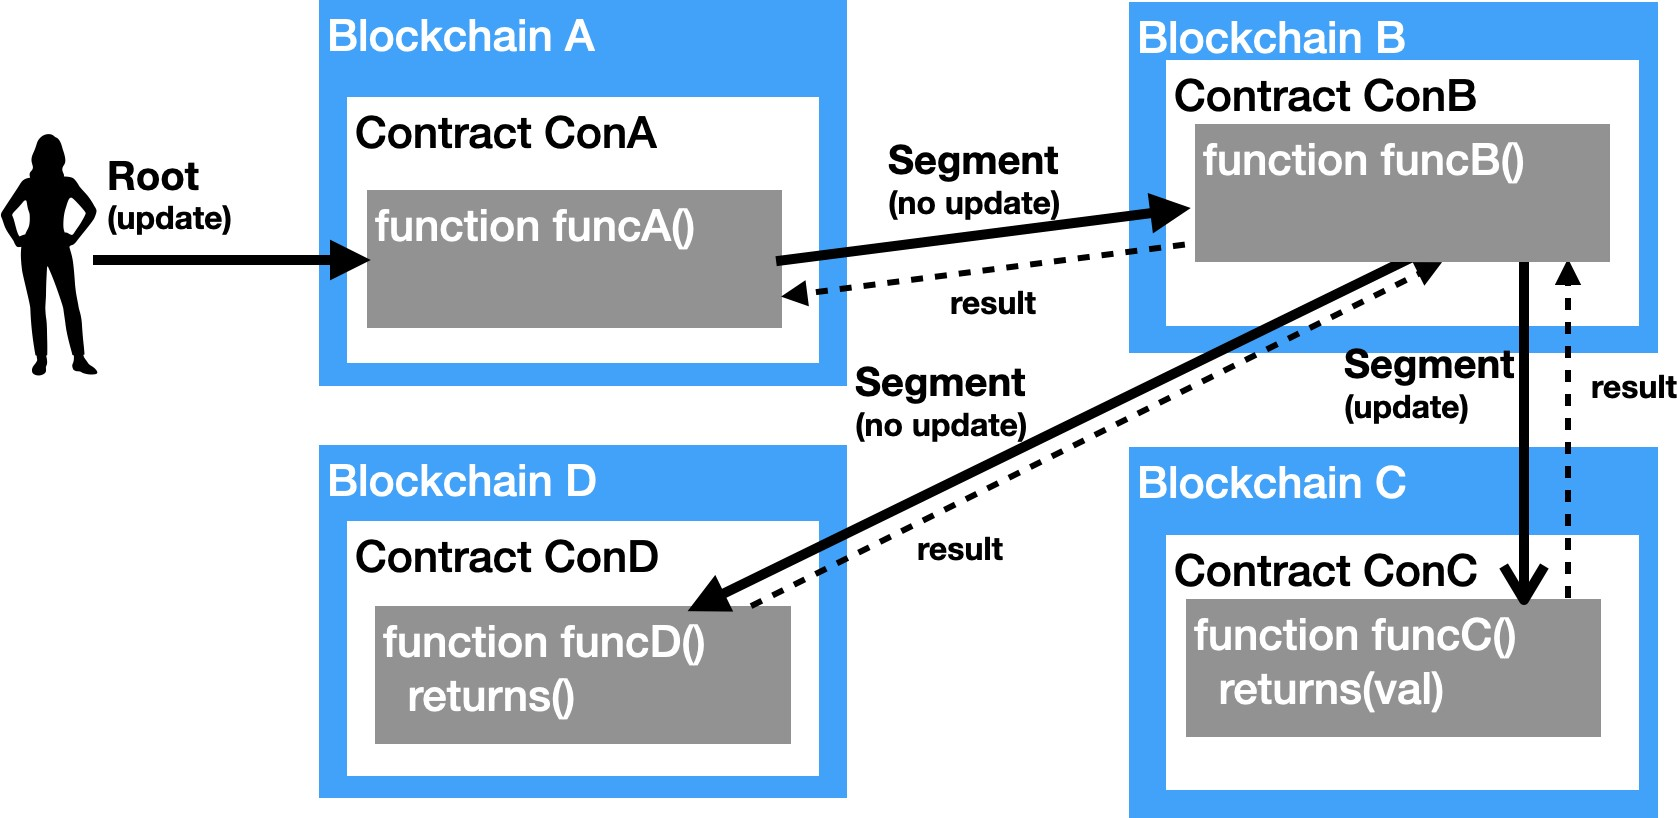 Blockchain A
Contract ConA
function funcA()
Root
(update)
Segment
(no update)
result
Blockchain B
Contract ConB
function funcB()
Segment
(no update)
result
Segment
(update)
result
Blockchain D
Contract ConD
function funcD()
returns()
Blockchain C
Contract ConC
function funcC()
returns(val)